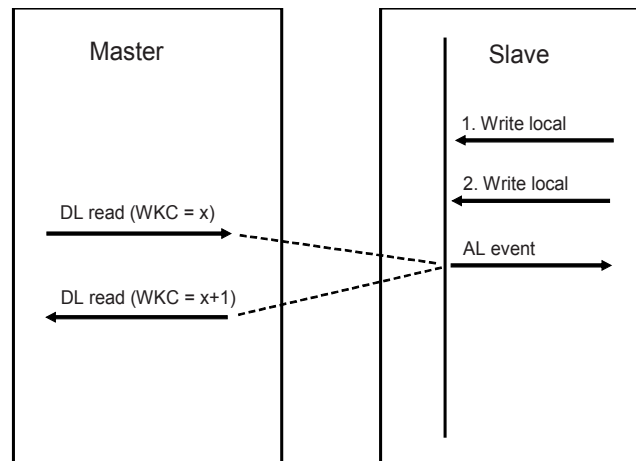 Master
Slave
1. Write local
2. Write local
DL read (WKC = x)
AL event
DL read (WKC = x+1)